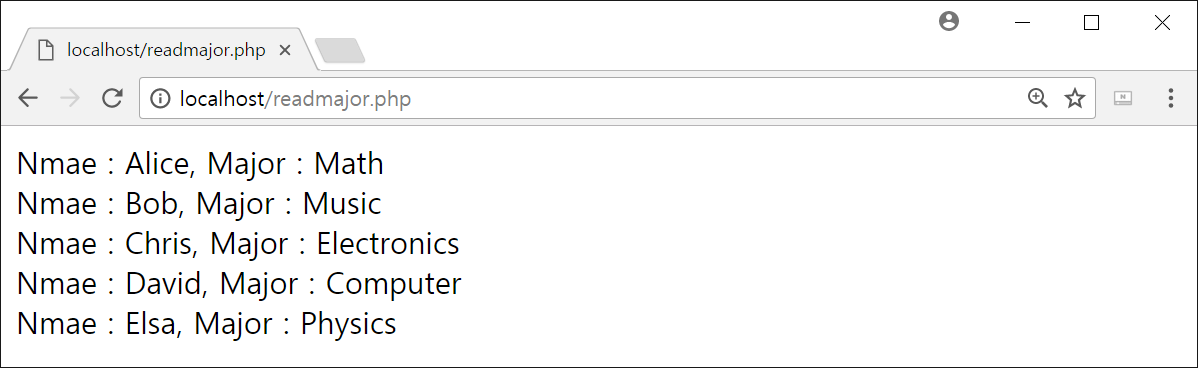 localhost/readmajor.php
localhost/readmajor.php
Nmae : Alice, Major : Math
Nmae : Bob, Major : Music
Nmae : Chris, Major : Electronics
Nmae : David, Major : Computer
Nmae : Elsa, Major : Physics